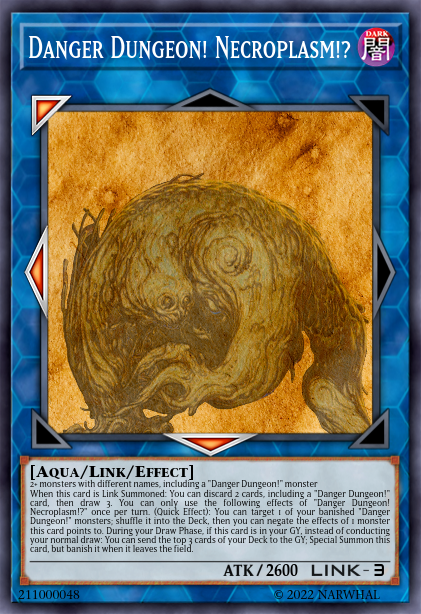 DANGER DUNGEON! NECROPLASM!?
DARK
闇
[AQUA/LINK/EFFECT]
2+ monsters with different names, including a "Danger Dungeon!" monster
When this card is Link Summoned: You can discard 2 cards, including a "Danger Dungeon!"
card, then draw 3. You can only use the following effects of "Danger Dungeon!
Necroplasm!?" once per turn. (Quick Effect): You can target 1 of your banished "Danger
Dungeon!" monsters; shuffle it into the Deck, then you can negate the effects of 1 monster
this card points to. During your Draw Phase, if this card is in your GY, instead of conducting
your normal draw: You can send the top 3 cards of your Deck to the GY; Special Summon this
card, but banish it when it leaves the field.
ATK / 2600 LINK-3
211000048 © 2022 NARWHAL